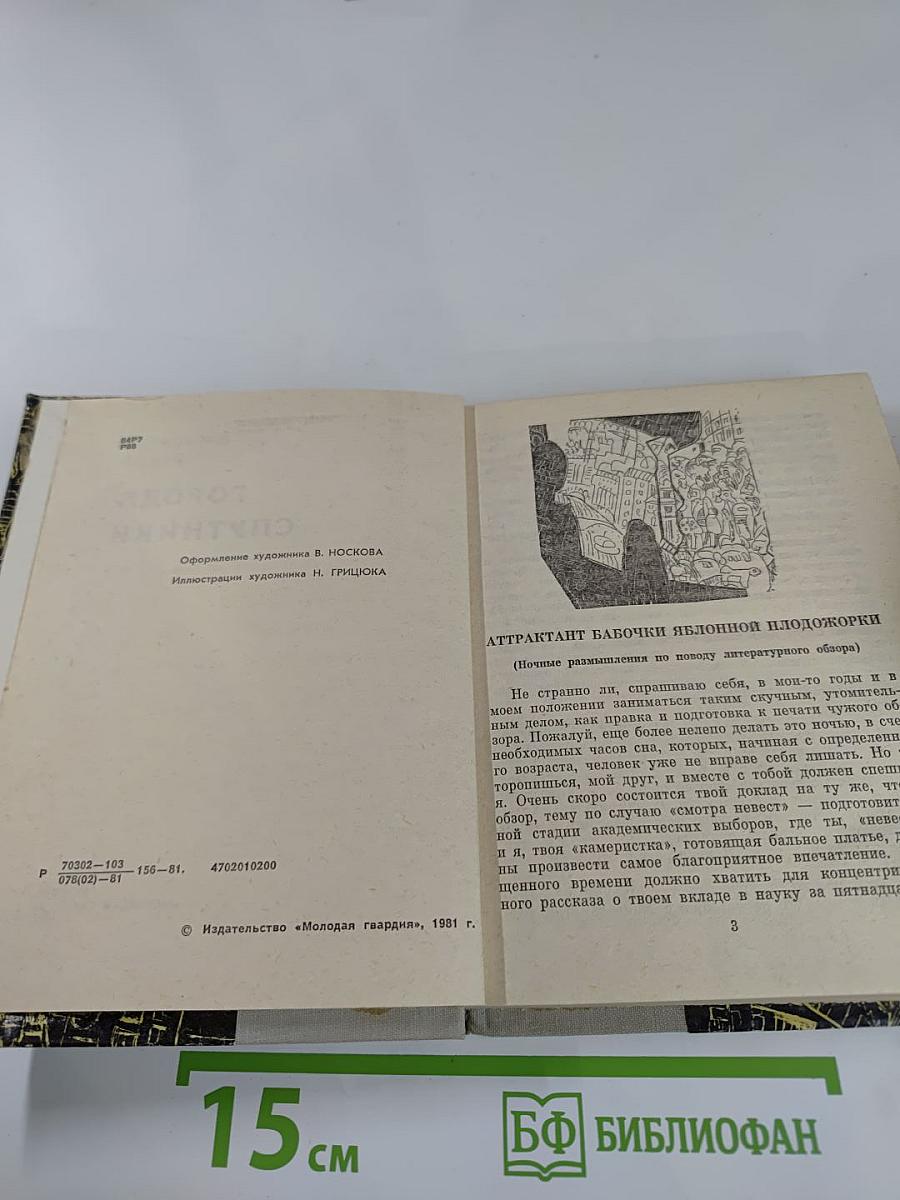 84Р7
Р88
Оформление художника В. НОСКОВА
Иллюстрации художника Н. ГРИЦЮКА
Р 70302—103
078(02)—81 156—81. 4702010200
© Издательство «Молодая гвардия», 1981 г.
АТТРАКТАНТ БАБОЧКИ ЯБЛОННОЙ ПЛОДОЖОРКИ
(Ночные размышления по поводу литературного обзора)
Не странно ли, спрашиваю себя, в мои-то годы и в
моем положении заниматься таким скучным, утомитель-
ным делом, как правка и подготовка к печати чужого об
зора. Пожалуй, еще более нелепо делать это ночью, в сче
необходимых часов сна, которых, начиная с определенн
го возраста, человек уже не вправе себя лишать. Но
торопишься, мой друг, и вместе с тобой должен спеш
я. Очень скоро состоится твой доклад на ту же, чт
обзор, тему по случаю «смотра невест» — подготовит
ной стадии академических выборов, где ты, «неве
и я, твоя «камеристка», готовящая бальное платье, д
ны произвести самое благоприятное впечатление.
щенного времени должно хватить для концентри
ного рассказа о твоем вкладе в науку за пятнадца
3
15 см
БФ БИБЛИОФАН